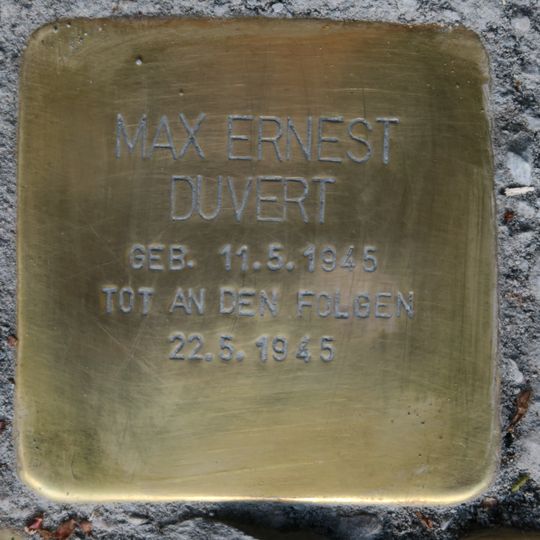 MAX ERNEST
DUVERT
GEB. 11.5.1945
TOT AN DEN FOLGEN
22.5.1945